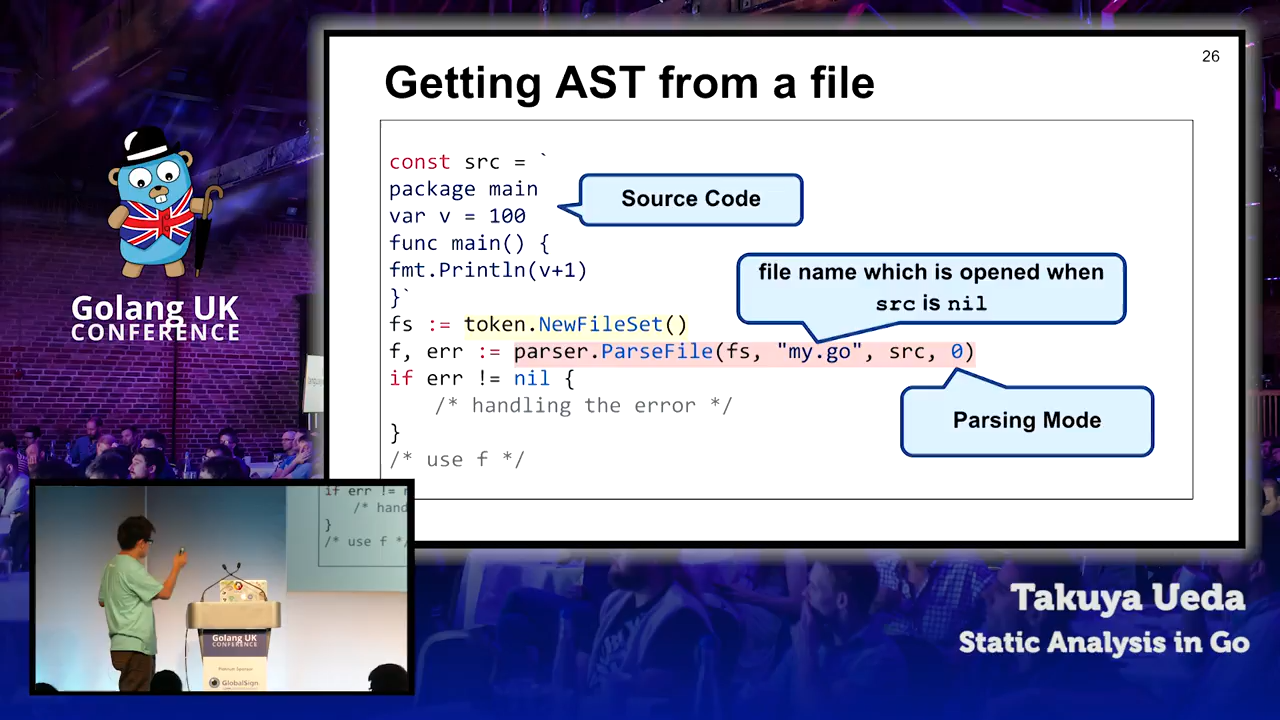 26
Getting AST from a file
const src = `
package main
var v = 100
func main() {
fmt.Println(v+1)
}`
fs := token.NewFileSet()
f, err := parser.ParseFile(fs, "my.go", src, 0)
if err != nil {
/* handling the error */
}
/* use f */
Source Code
file name which is opened when
src is nil
Parsing Mode
Golang UK
CONFERENCE
if err !=
/* hand
}
/* use f *
Golang UK
CONFERENCE
Platinum Sponsor
GlobalSign
Takuya Ueda
Static Analysis in Go